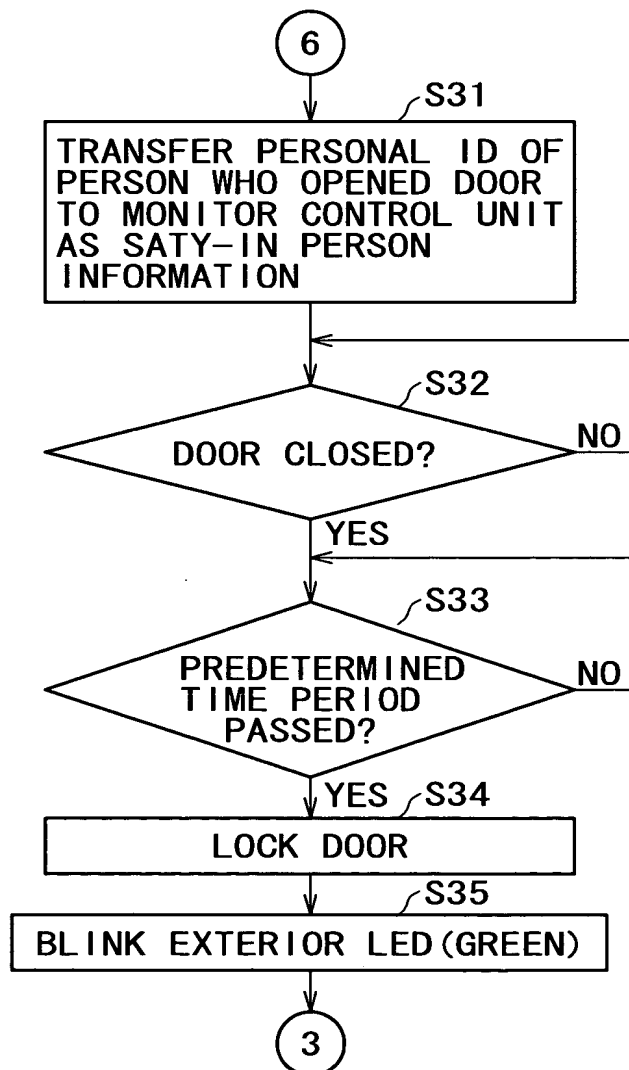 6
S31
TRANSFER PERSONAL ID OF
PERSON WHO OPENED DOOR
TO MONITOR CONTROL UNIT
AS SATY-IN PERSON
INFORMATION
S32
DOOR CLOSED?
NO
YES
S33
PREDETERMINED
TIME PERIOD
PASSED?
NO
YES
S34
LOCK DOOR
S35
BLINK EXTERIOR LED(GREEN)
3